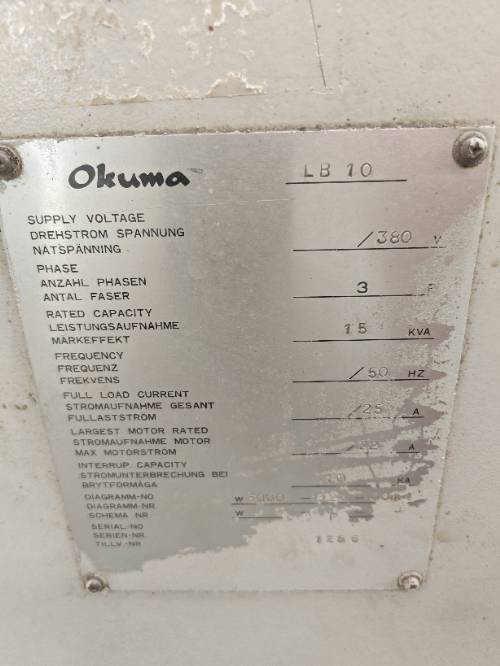 Okuma LB 10
SUPPLY VOLTAGE
DREHSTROM SPANNUNG
NÄTSPÄNNING /380 V
PHASE
ANZAHL PHASEN
ANTAL FASER 3
RATED CAPACITY
LEISTUNGSAUFNAHME
MÄRKEFFEKT 15 KVA
FREQUENCY
FREQUENZ
FREKVENS /50 HZ
FULL LOAD CURRENT
STROMAUFNAHME GESANT
FULLASTSTRÖM /25 A
LARGEST MOTOR RATED
STROMAUFNAHME MOTOR
MAX MOTORSTRÖM A
INTERRUP. CAPACITY
STROMUNTERBRECHUNG BEI
BRYTFÖRMÅGA KA
DIAGRAMM-NO W
DIAGRAMM-NR.
SCHEMA NR W
SERIAL-NO
SERIEN-NR.
TILLV.-NR